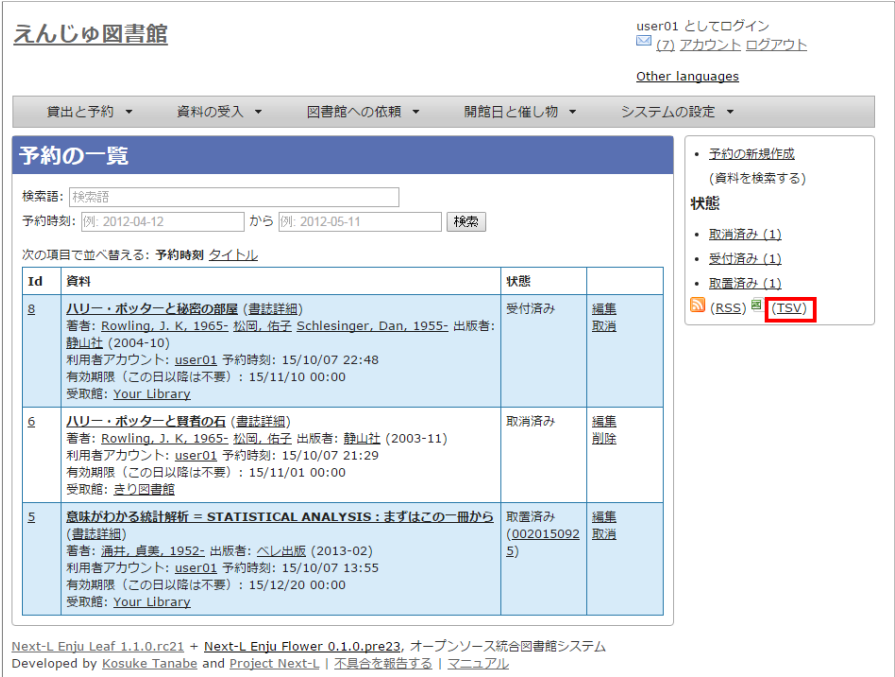 えんじゅ図書館
user01 としてログイン
(7) アカウント ログアウト
Other languages
貸出と予約 ▼ 資料の受入 ▼ 図書館への依頼 ▼ 開館日と催し物 ▼ システムの設定 ▼
予約の一覧
検索語: 検索語
予約時刻: 例: 2012-04-12 から 例: 2012-05-11 検索
次の項目で並べ替える: 予約時刻 タイトル
Id 資料 状態
8 ハリー・ポッターと秘密の部屋 (書誌詳細) 受付済み 編集
著者: Rowling, J. K, 1965- 松岡, 佑子 Schlesinger, Dan, 1955- 出版者: 取消
静山社 (2004-10)
利用者アカウント: user01 予約時刻: 15/10/07 22:48
有効期限（この日以降は不要）: 15/11/10 00:00
受取館: Your Library
6 ハリー・ポッターと賢者の石 (書誌詳細) 取消済み 編集
著者: Rowling, J. K, 1965- 松岡, 佑子 出版者: 静山社 (2003-11) 削除
利用者アカウント: user01 予約時刻: 15/10/07 21:29
有効期限（この日以降は不要）: 15/11/01 00:00
受取館: きり図書館
5 意味がわかる統計解析 = STATISTICAL ANALYSIS : まずはこの一冊から 取置済み 編集
(書誌詳細) (002015092 取消
著者: 涌井, 貞美, 1952- 出版者: ベレ出版 (2013-02) 5)
利用者アカウント: user01 予約時刻: 15/10/07 13:55
有効期限（この日以降は不要）: 15/12/20 00:00
受取館: Your Library
• 予約の新規作成
(資料を検索する)
状態
• 取消済み (1)
• 受付済み (1)
• 取置済み (1)
(RSS) (TSV)
Next-L Enju Leaf 1.1.0.rc21 + Next-L Enju Flower 0.1.0.pre23, オープンソース統合図書館システム
Developed by Kosuke Tanabe and Project Next-L | 不具合を報告する | マニュアル